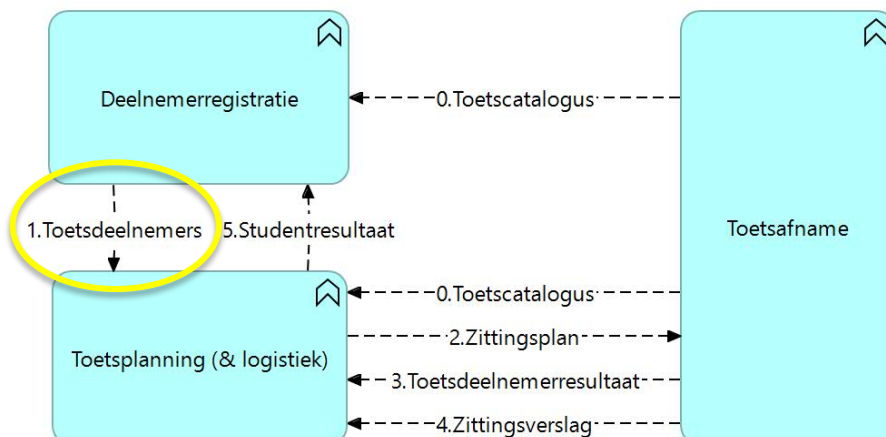 Deelnemerregistratie
0.Toetscatalogus
1.Toetsdeelnemers
5.Studentresultaat
Toetsafname
0.Toetscatalogus
2.Zittingsplan
Toetsplanning (& logistiek)
3.Toetsdeelnemerresultaat
4.Zittingsverslag